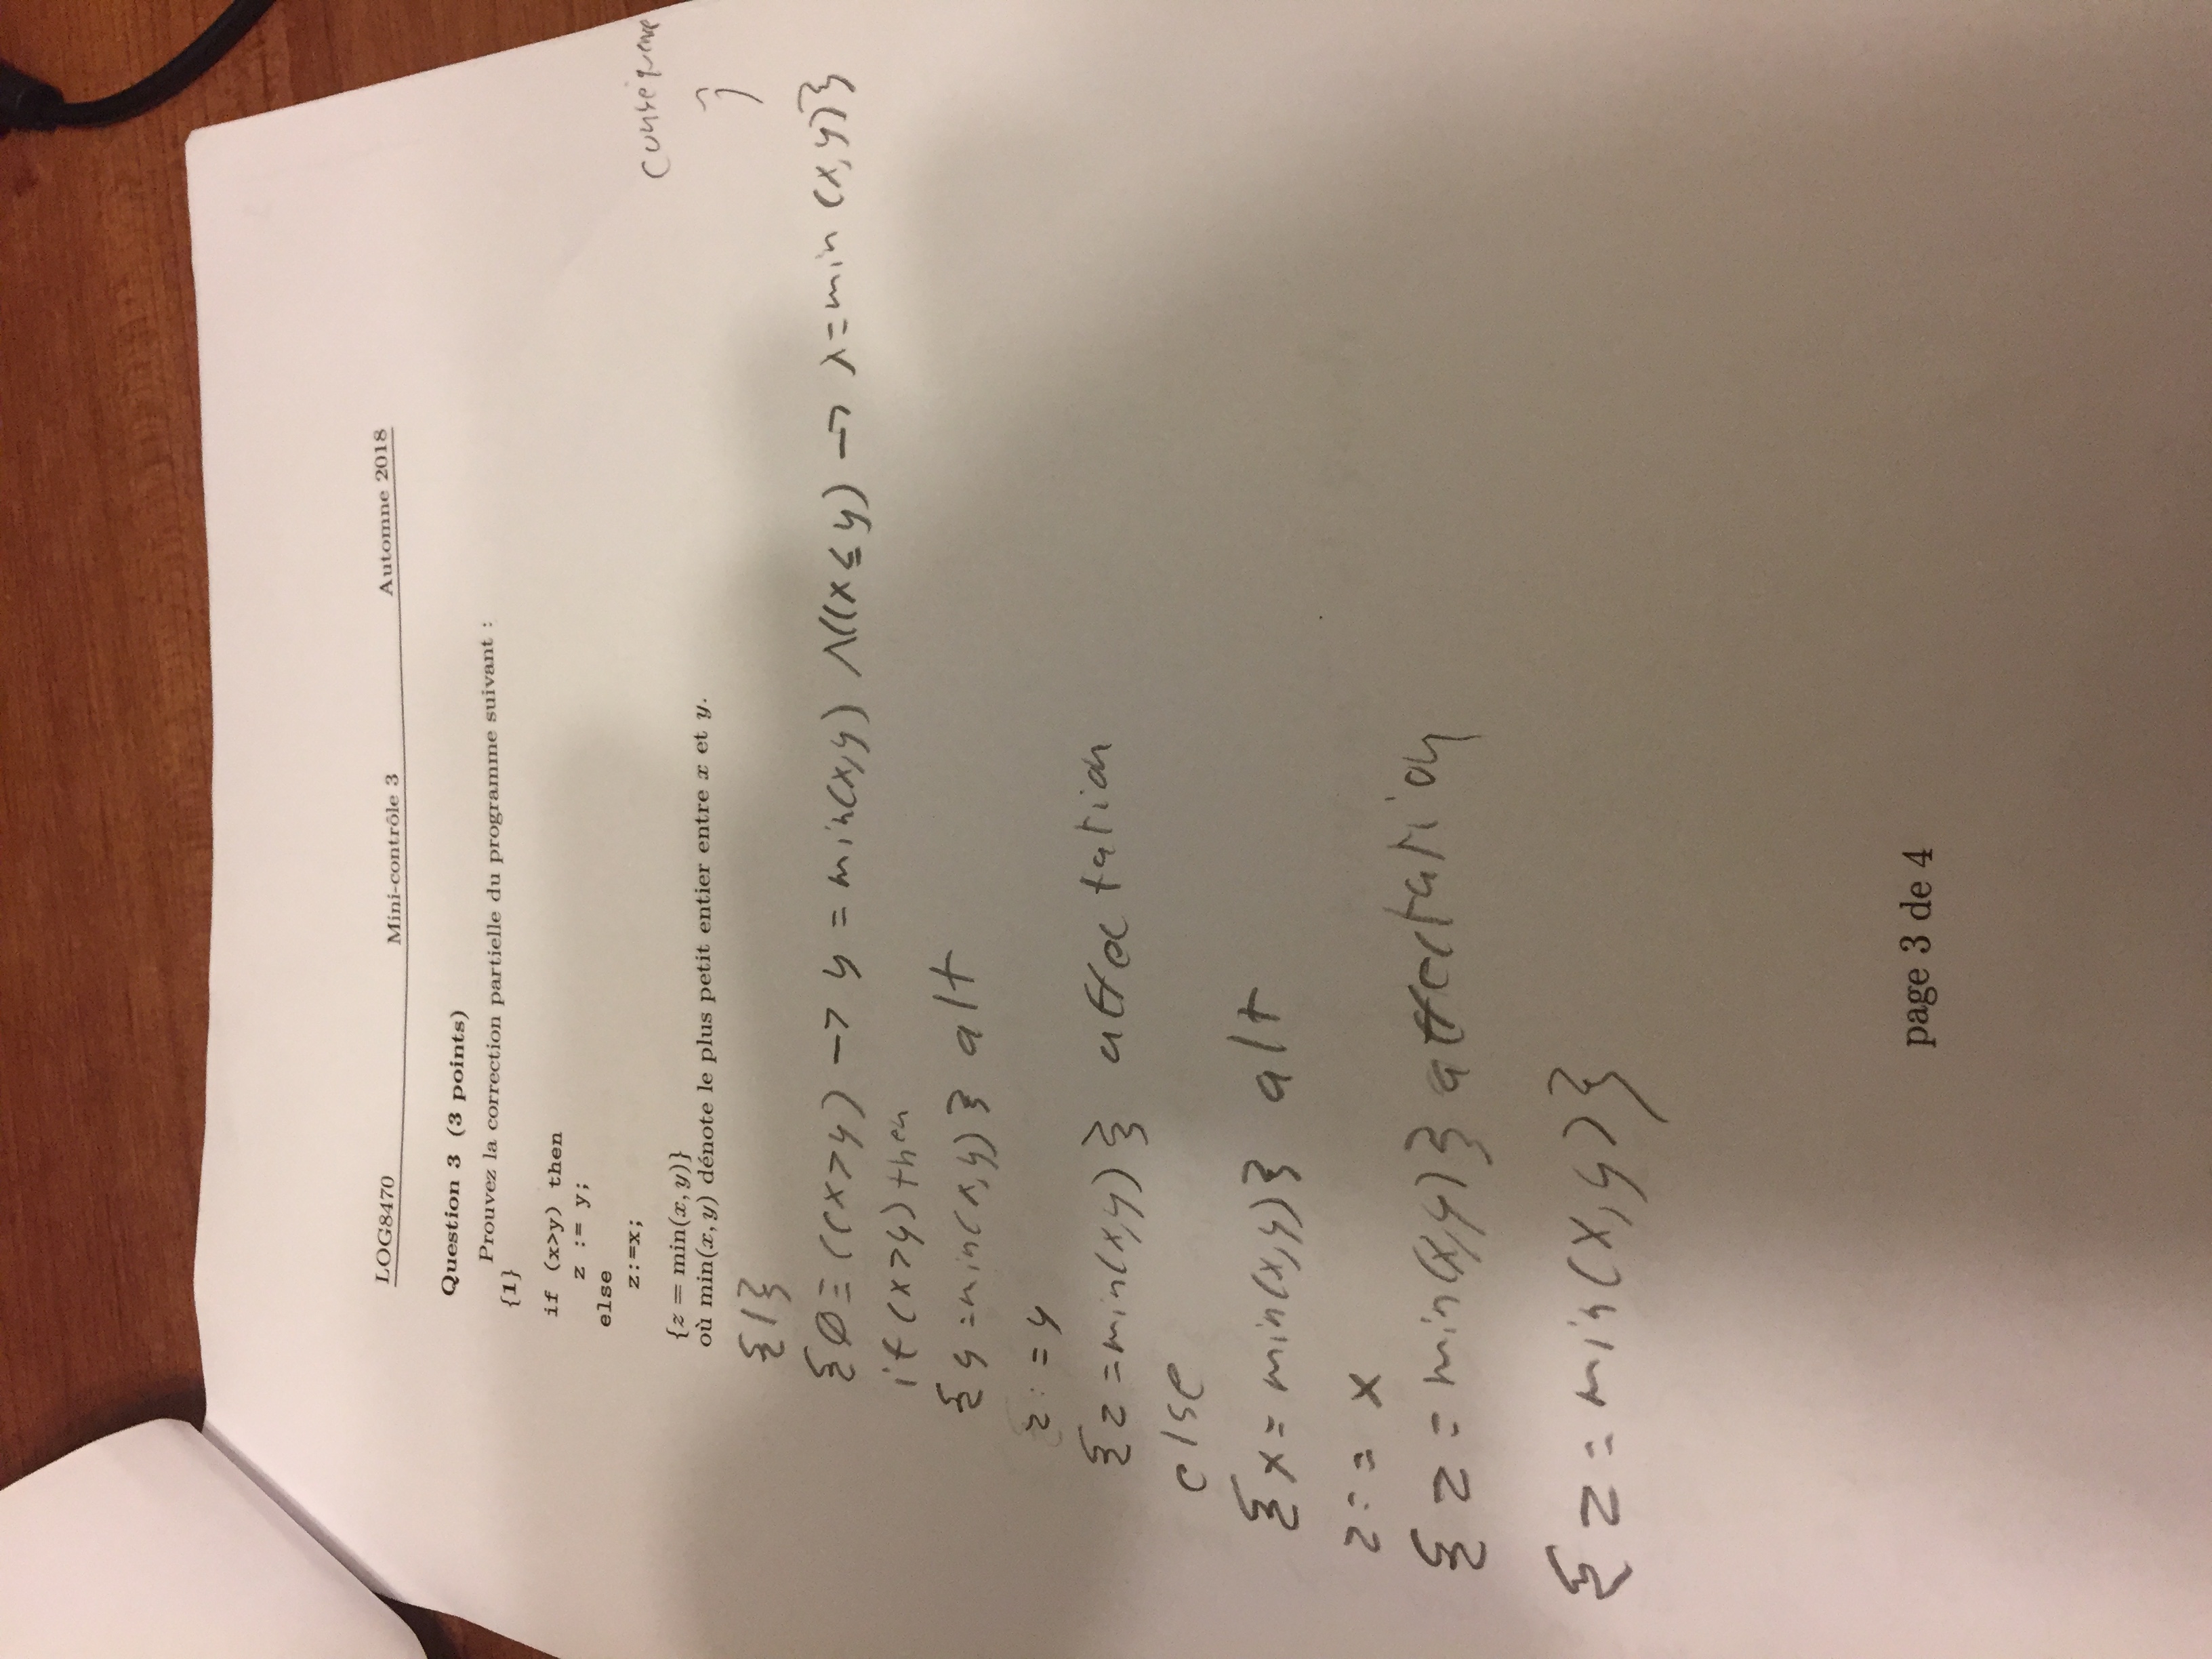 LOG8470 Mini-contrôle 3 Automne 2018
Question 3 (3 points)
Prouvez la correction partielle du programme suivant :
{1}
if (x>y) then
z := y;
else
z:=x;
{z = min(x, y)}
où min(x, y) dénote le plus petit entier entre x et y.
conséquence
{1}
{∅ ≡ ((x>y) → y = min(x,y) ∧((x≤y) → x=min (x,y)}
if (x>y) then
{y=min(x,y)} alt
z:=y
{z=min(x,y)} affectation
else
{x=min(x,y)} alt
z:= x
{z=min(x,y)} affectation
{z=min(x,y)}
page 3 de 4